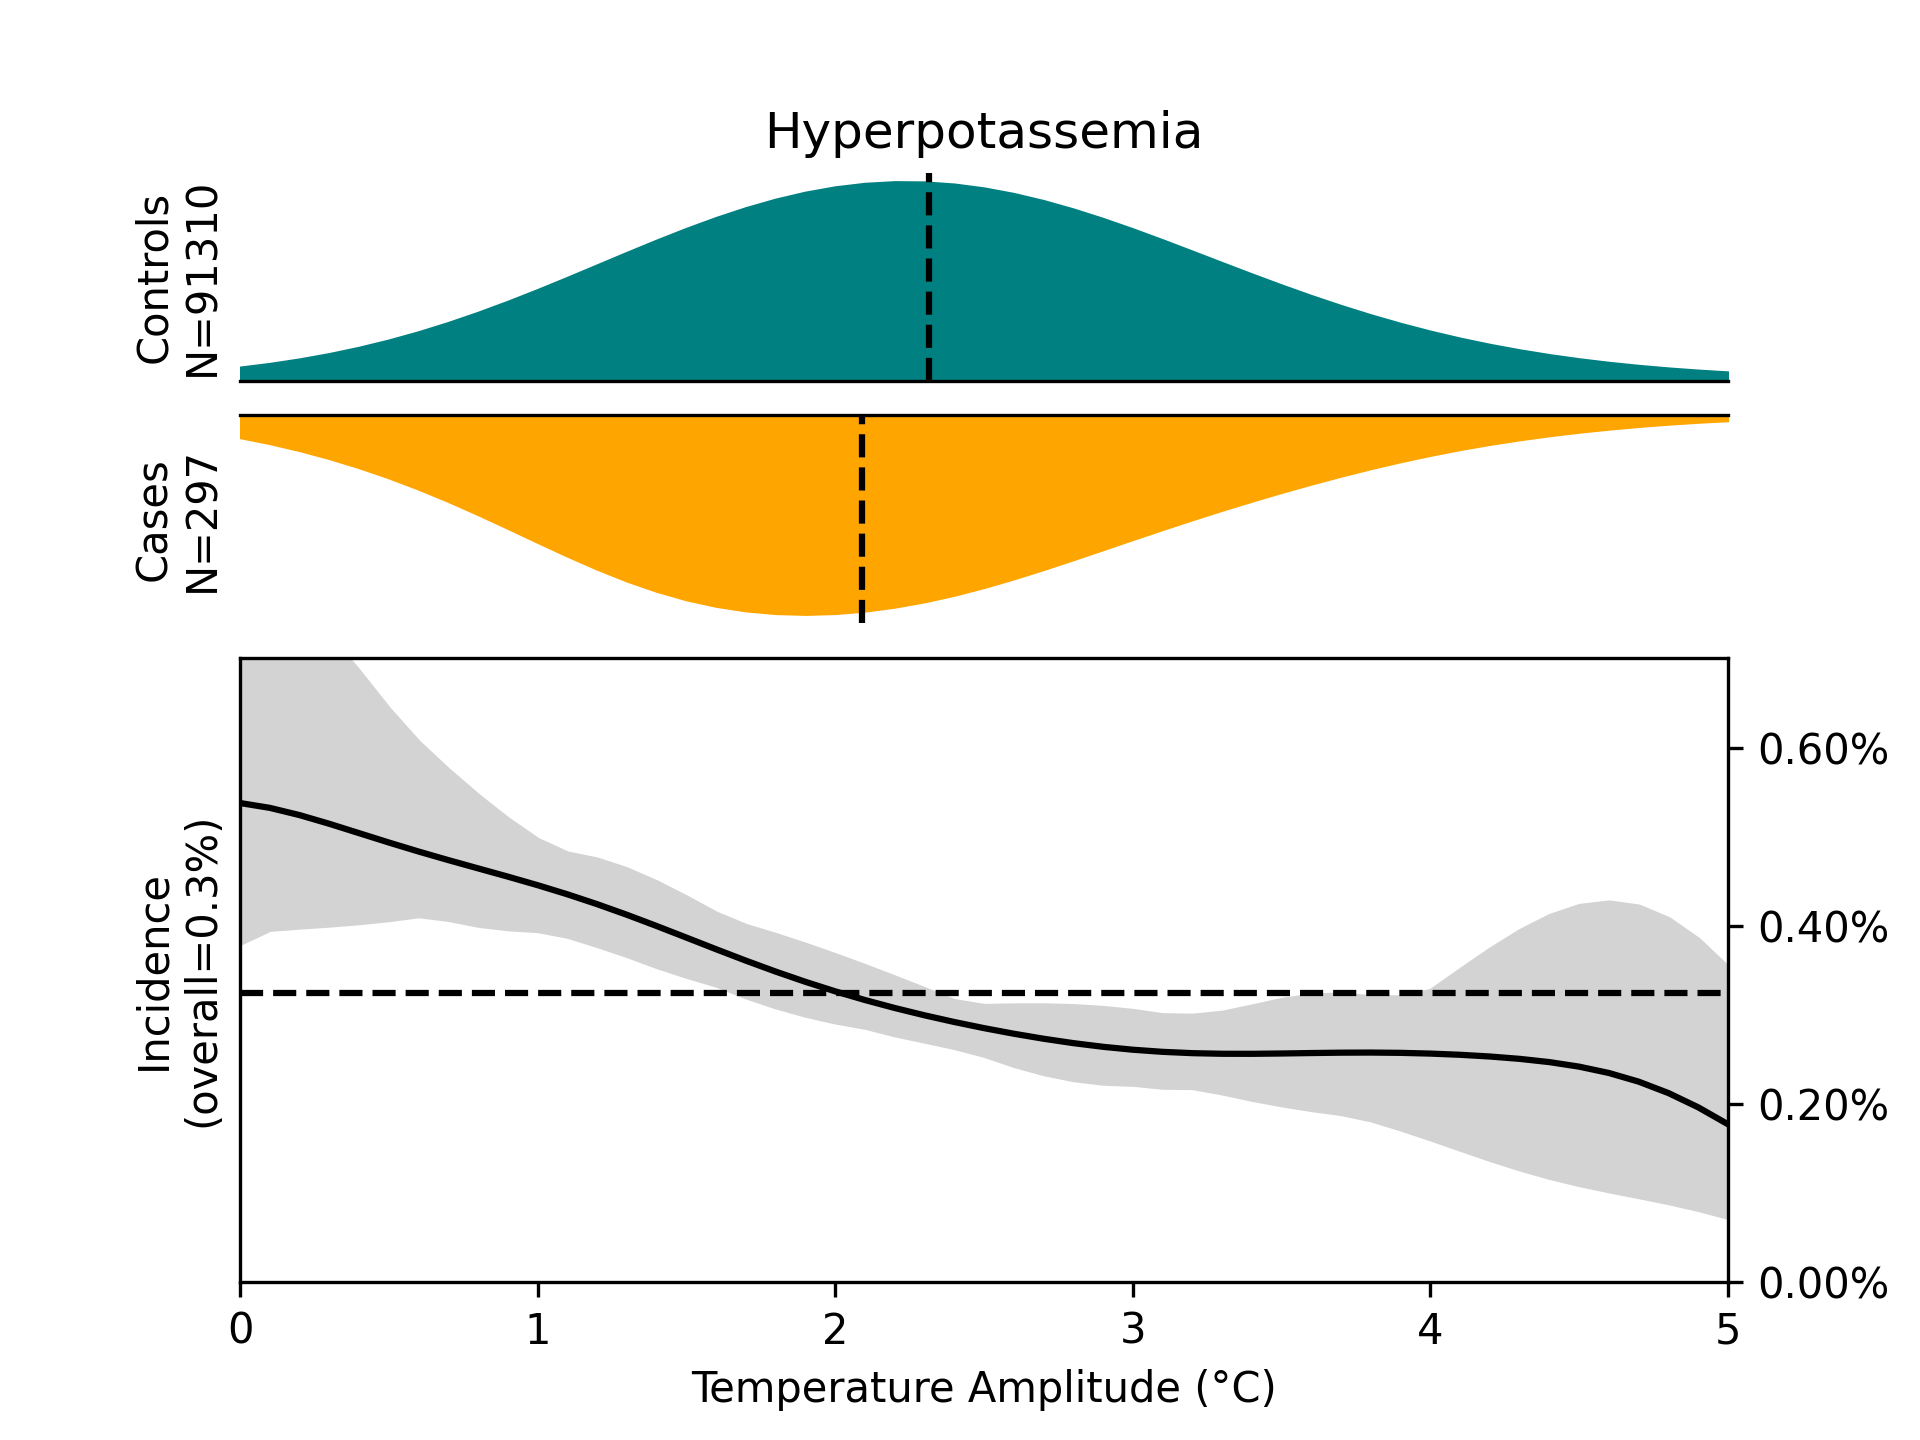 Hyperpotassemia
Controls
N=91310
Cases
N=297
Incidence
(overall=0.3%)
0.60%
0.40%
0.20%
0.00%
0 1 2 3 4 5
Temperature Amplitude (°C)